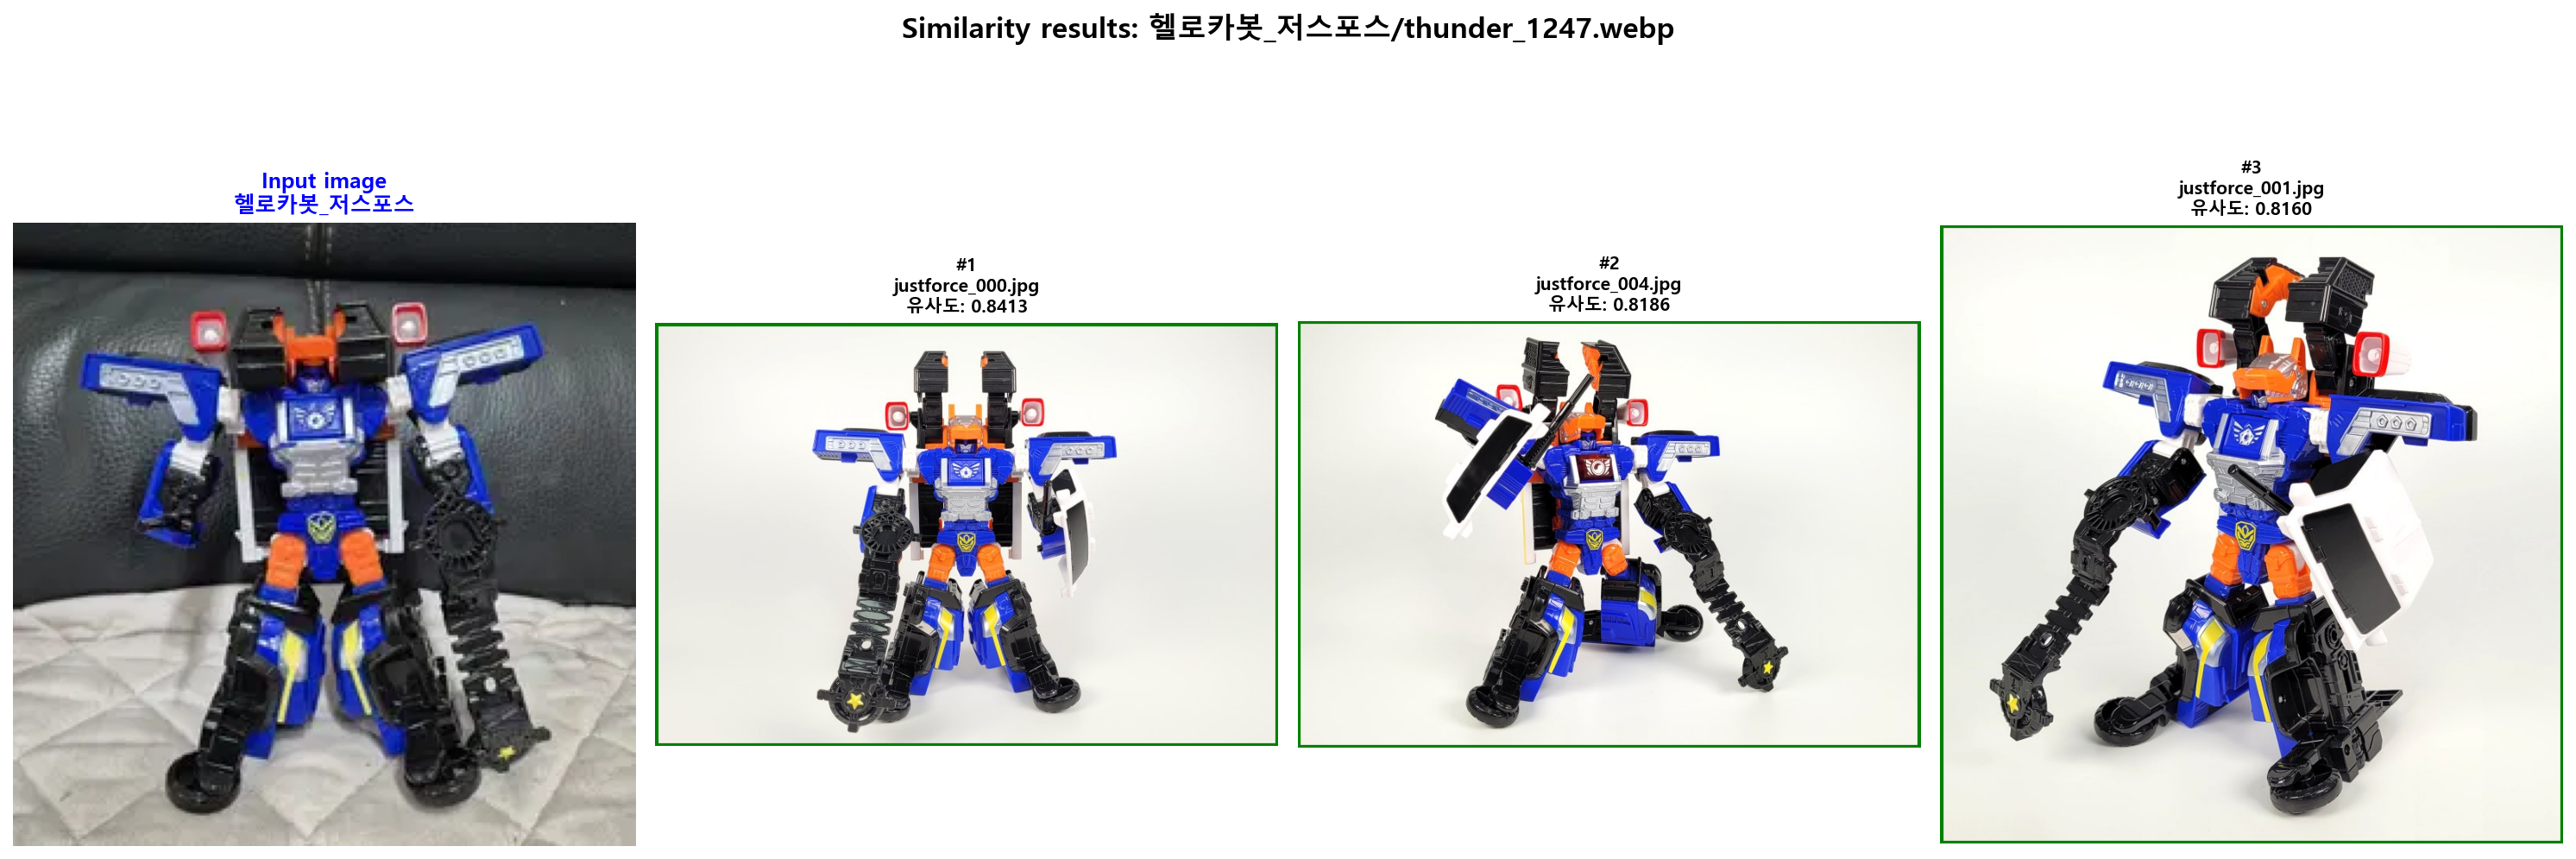 Similarity results: 헬로카봇_저스포스/thunder_1247.webp
Input image
헬로카봇_저스포스
#1
justforce_000.jpg
유사도: 0.8413
#2
justforce_004.jpg
유사도: 0.8186
#3
justforce_001.jpg
유사도: 0.8160